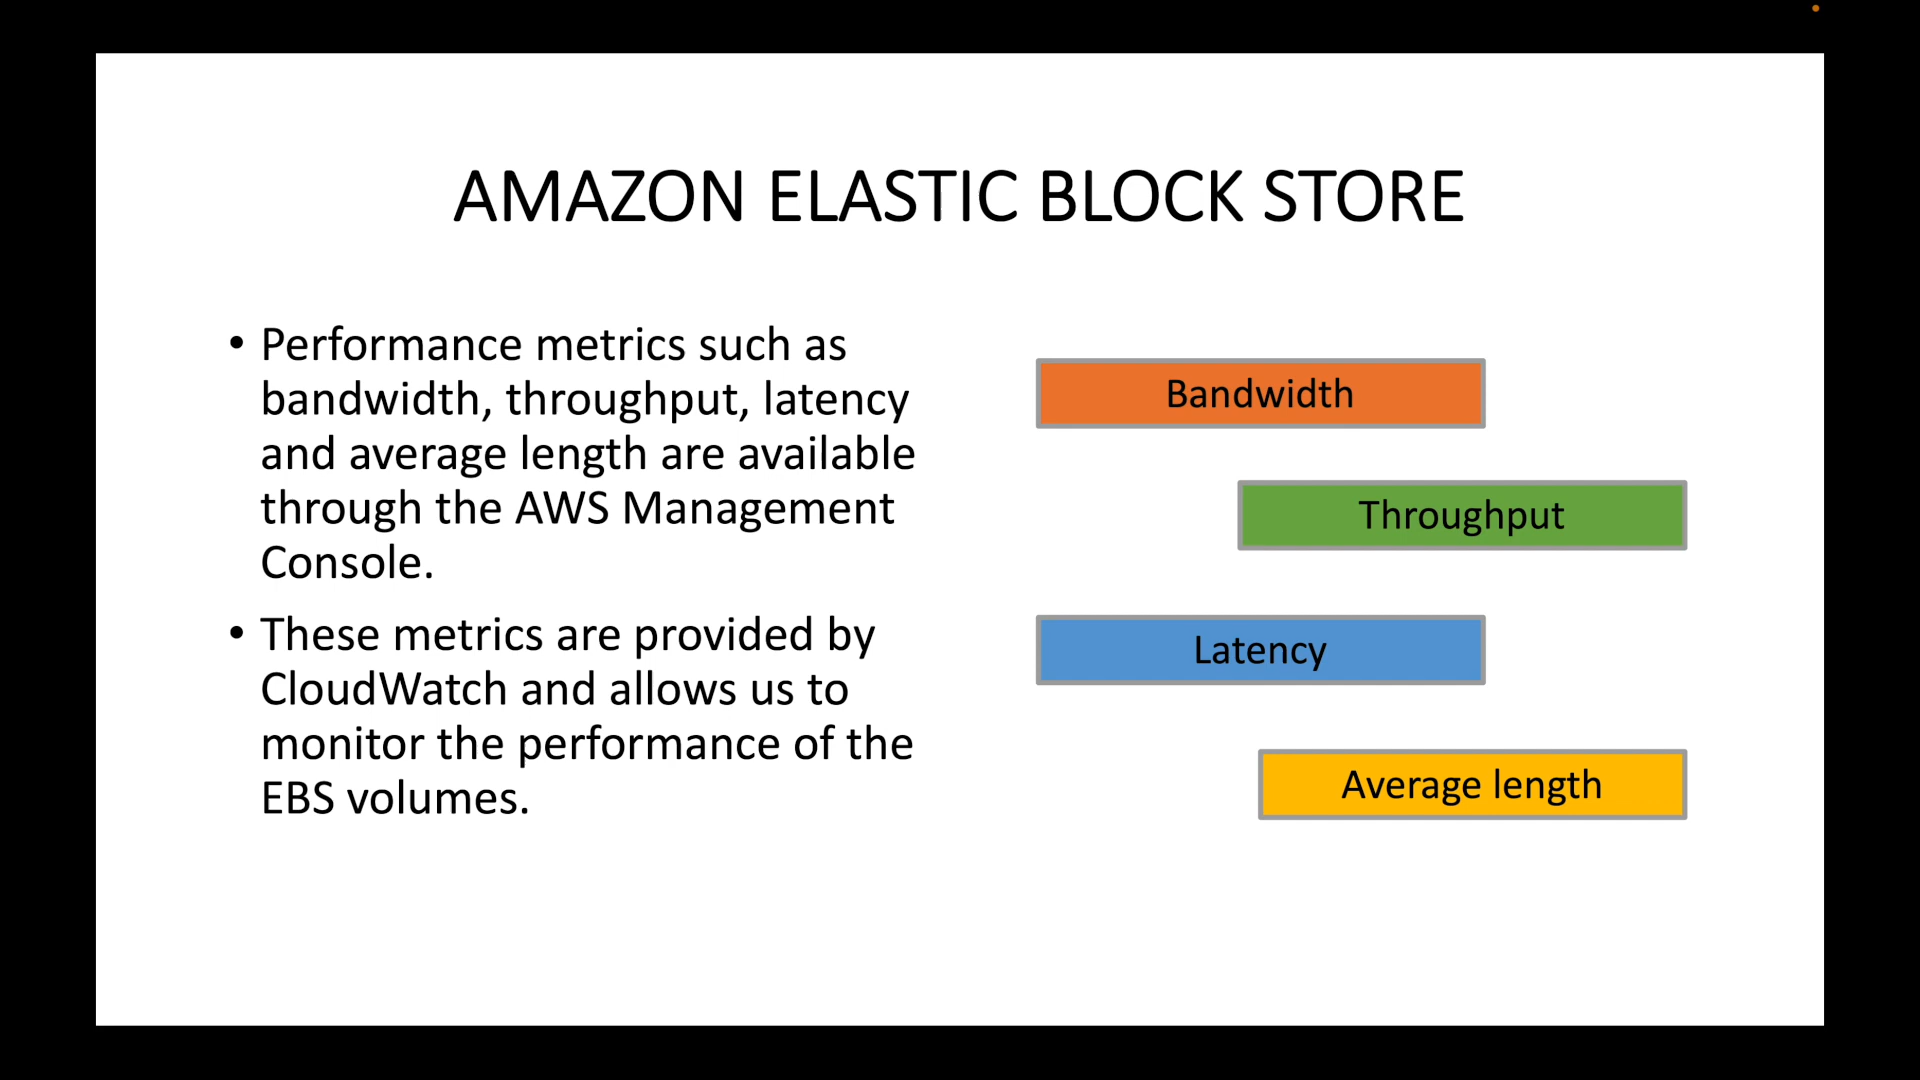 AMAZON ELASTIC BLOCK STORE
• Performance metrics such as
bandwidth, throughput, latency
and average length are available
through the AWS Management
Console.
• These metrics are provided by
CloudWatch and allows us to
monitor the performance of the
EBS volumes.
Bandwidth
Throughput
Latency
Average length